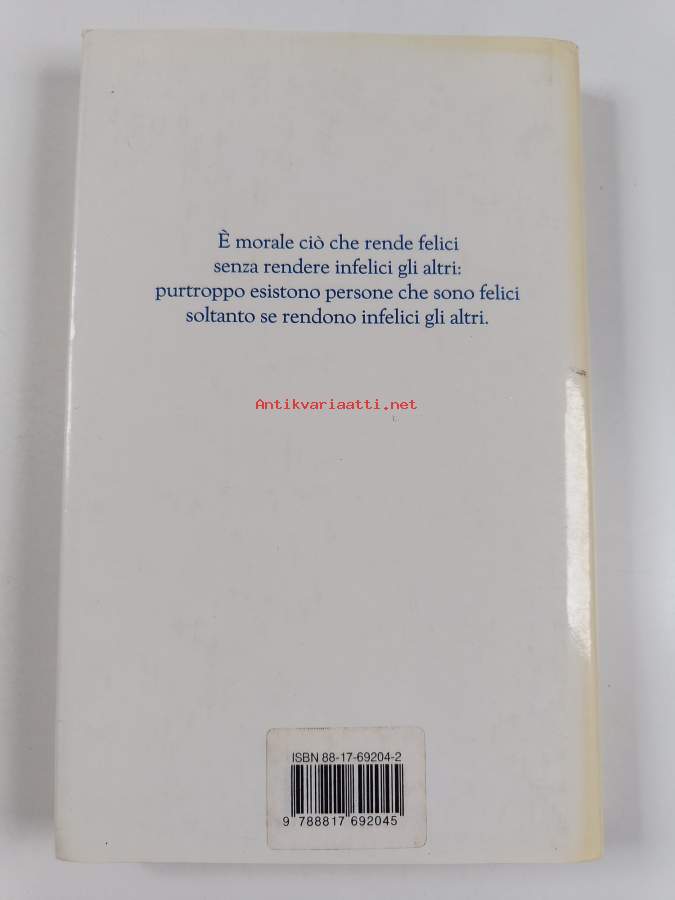 È morale ciò che rende felici
senza rendere infelici gli altri:
purtroppo esistono persone che sono felici
soltanto se rendono infelici gli altri.
Antikvariaatti.net
ISBN 88-17-69204-2
9 788817 692045